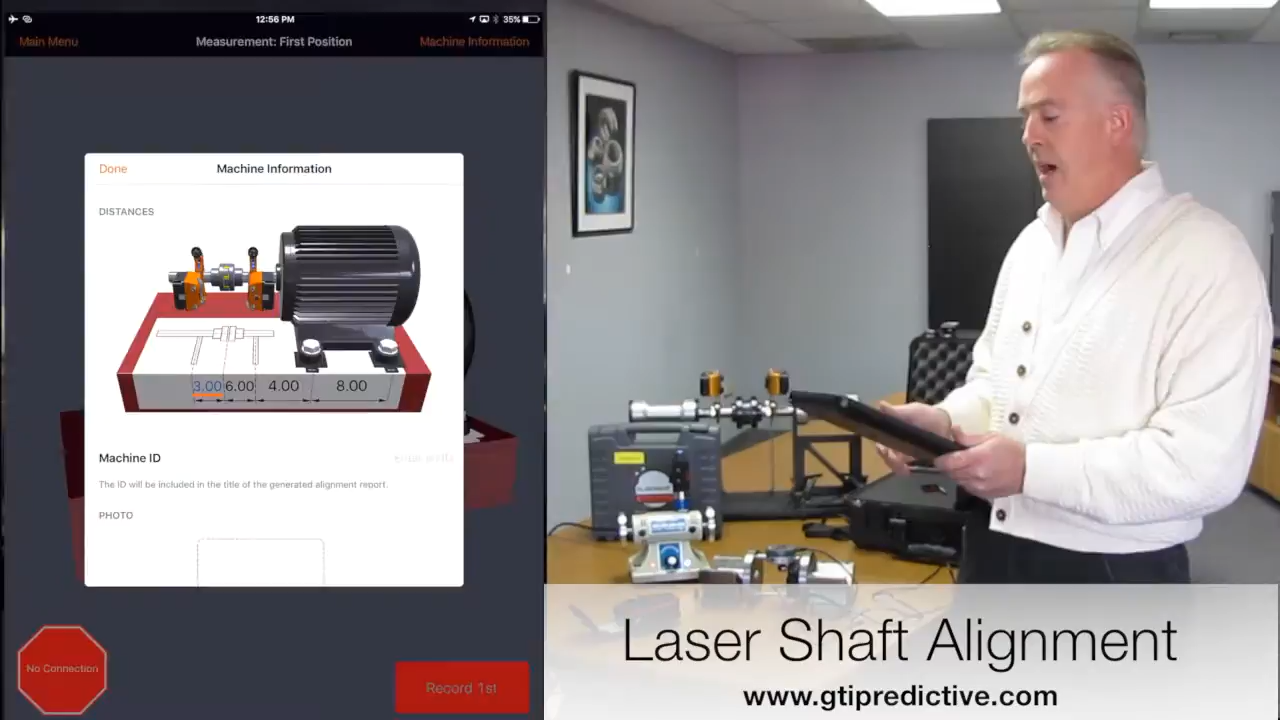 12:56 PM
35%
Main Menu
Measurement: First Position
Machine Information
Done
Machine Information
DISTANCES
3.00 6.00 4.00 8.00
Machine ID
The ID will be included in the title of the generated alignment report.
PHOTO
No Connection
Record 1st
Laser Shaft Alignment
www.gtipredictive.com